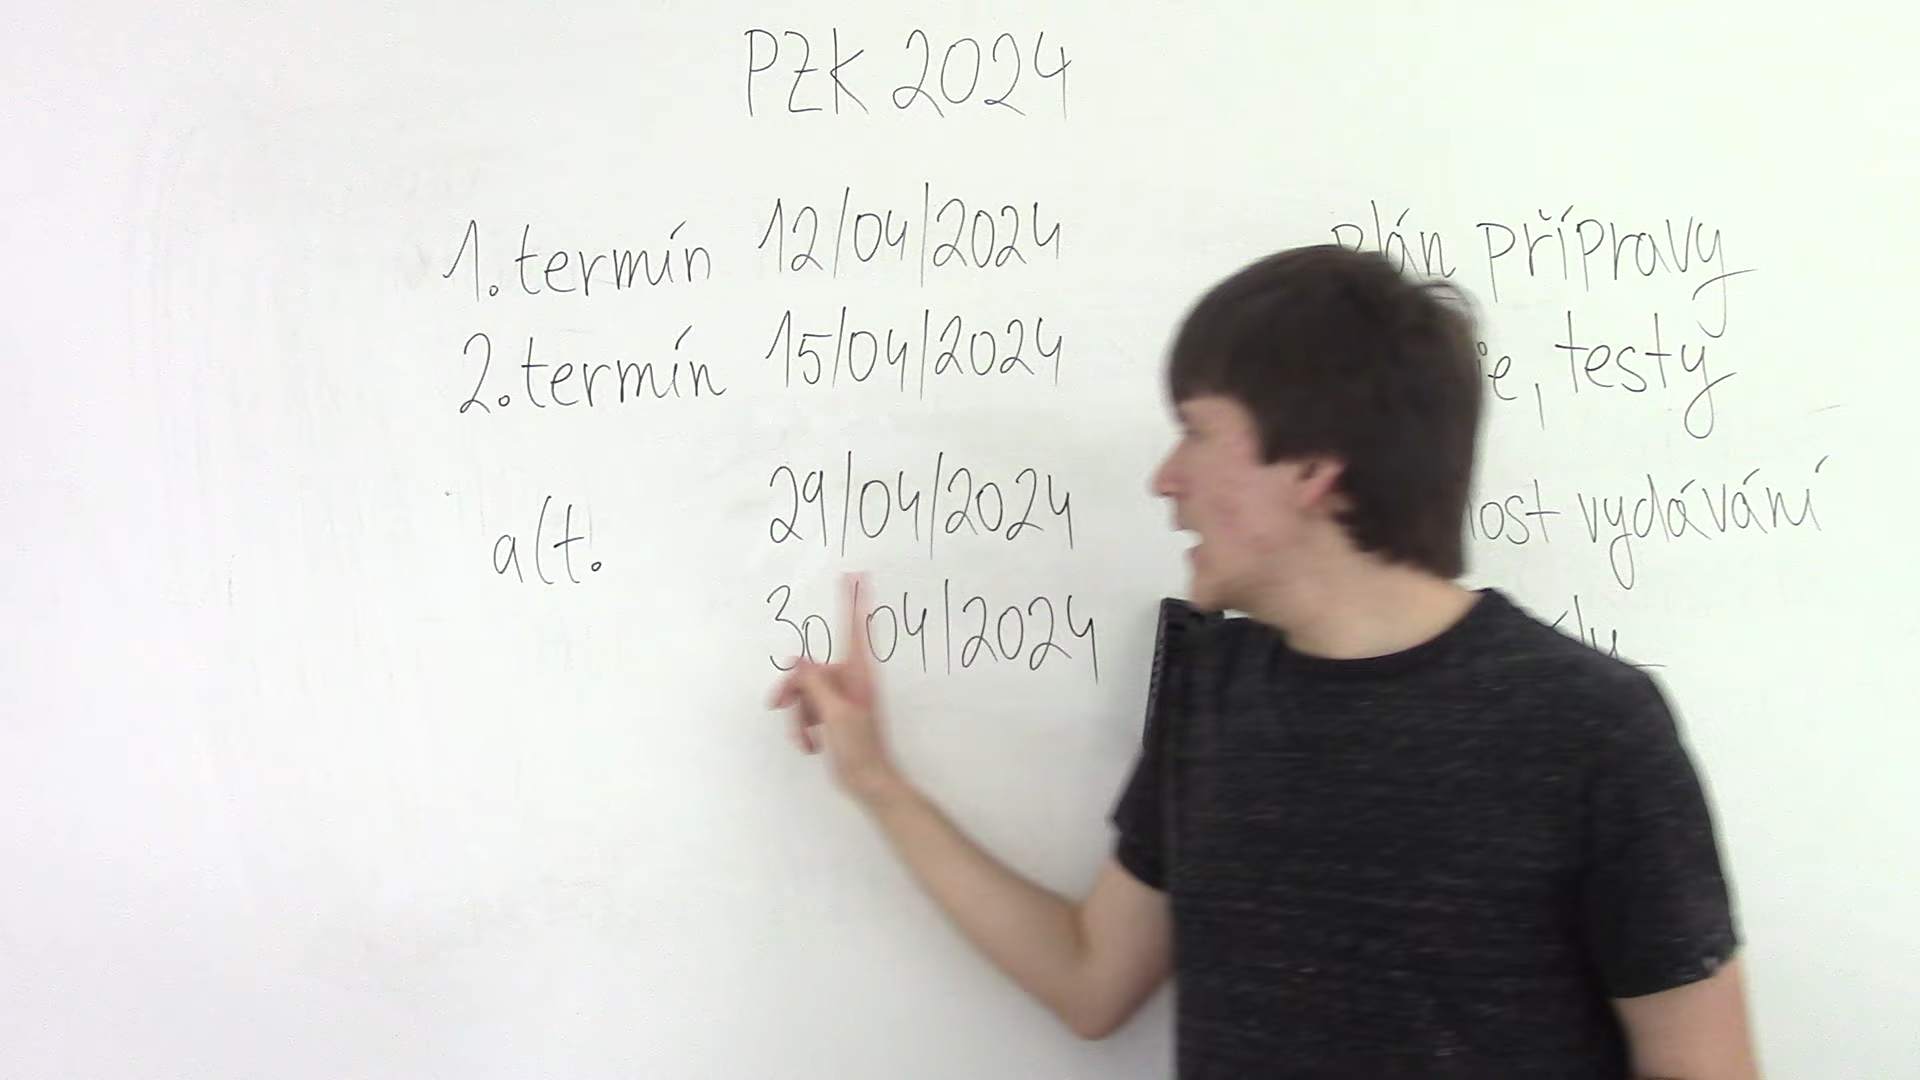 PZK 2024
1. termín 12/04/2024
2. termín 15/04/2024
alt. 29/04/2024
30/04/2024
plán přípravy
testy
vydávání